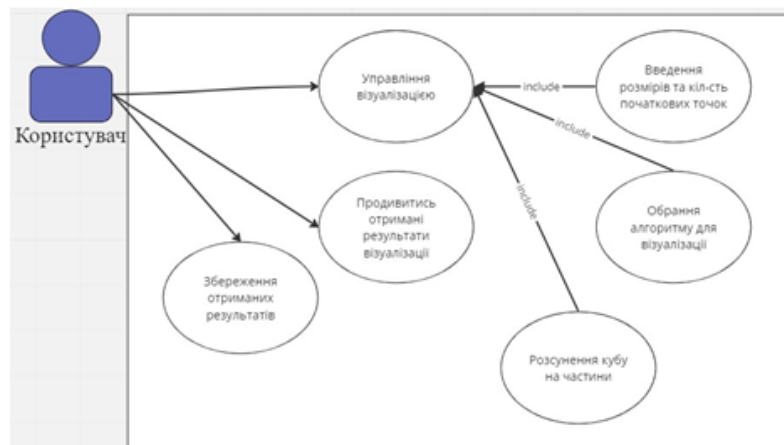 Користувач
Управління
візуалізацією
include
Введення
розмірів та кіл-сть
початкових точок
include
include
Продивитись
отримані
результати
візуалізації
Обрання
алгоритму для
візуалізації
Збереження
отриманих
результатів
Розсунення кубу
на частини